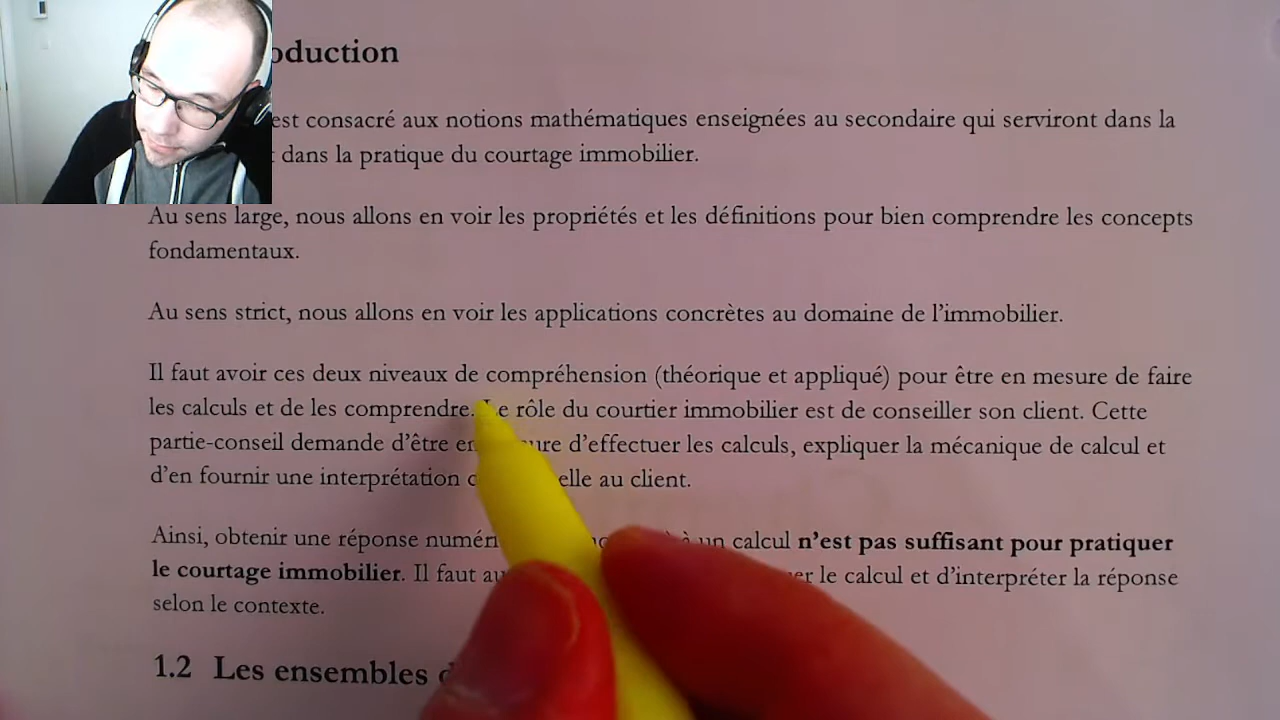 oduction
est consacré aux notions mathématiques enseignées au secondaire qui serviront dans la
dans la pratique du courtage immobilier.
Au sens large, nous allons en voir les propriétés et les définitions pour bien comprendre les concepts
fondamentaux.
Au sens strict, nous allons en voir les applications concrètes au domaine de l’immobilier.
Il faut avoir ces deux niveaux de compréhension (théorique et appliqué) pour être en mesure de faire
les calculs et de les comprendre. Le rôle du courtier immobilier est de conseiller son client. Cette
partie-conseil demande d’être en ure d’effectuer les calculs, expliquer la mécanique de calcul et
d’en fournir une interprétation c elle au client.
Ainsi, obtenir une réponse numéri à un calcul n’est pas suffisant pour pratiquer
le courtage immobilier. Il faut au er le calcul et d’interpréter la réponse
selon le contexte.
1.2 Les ensembles d